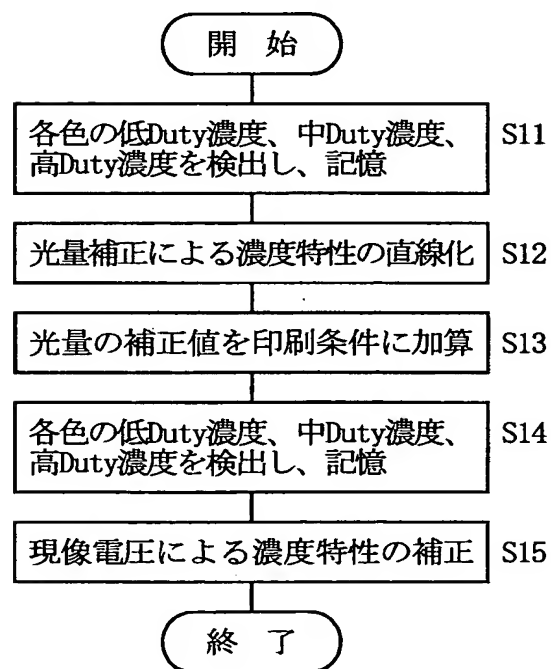 開 始
各色の低Duty濃度、中Duty濃度、
高Duty濃度を検出し、記憶
S11
光量補正による濃度特性の直線化
S12
光量の補正値を印刷条件に加算
S13
各色の低Duty濃度、中Duty濃度、
高Duty濃度を検出し、記憶
S14
現像電圧による濃度特性の補正
S15
終 了